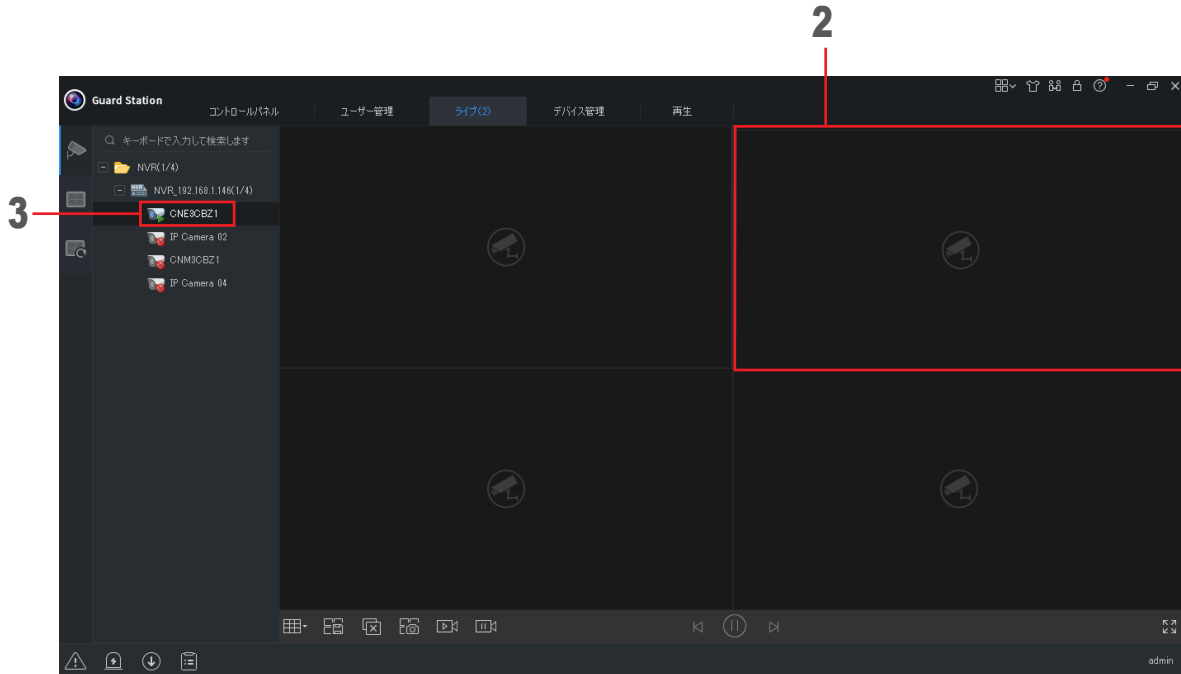 2
Guard Station
コントロールパネル ユーザー管理 ライブ(2) デバイス管理 再生
キーボードで入力して検索します
NVR(1/4)
NVR_192.168.1.146(1/4)
3
CNE3CBZ1
IP Camera 02
CNM3CBZ1
IP Camera 04
admin